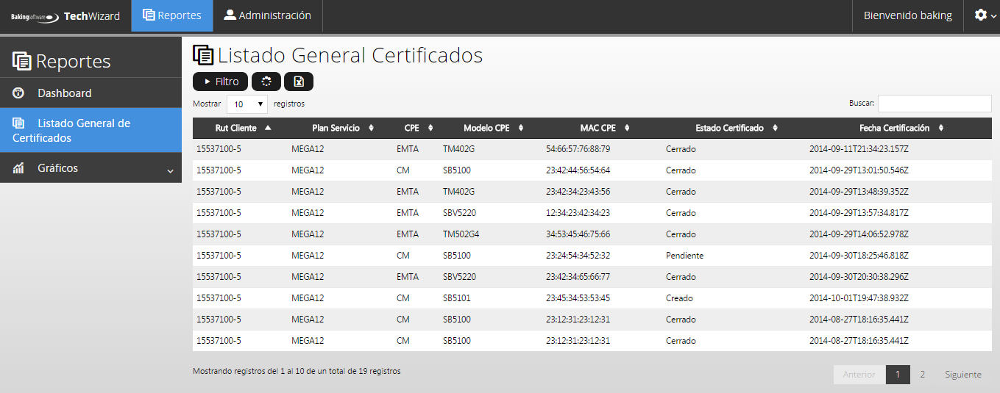 Bakingsoftware TechWizard Reportes Administración Bienvenido baking
Reportes
Dashboard
Listado General de
Certificados
Gráficos
Listado General Certificados
Filtro
Mostrar 10 registros Buscar:
Rut Cliente Plan Servicio CPE Modelo CPE MAC CPE Estado Certificado Fecha Certificación
15537100-5 MEGA12 EMTA TM402G 54:66:57:76:88:79 Cerrado 2014-09-11T21:34:23.157Z
15537100-5 MEGA12 CM SB5100 23:42:44:56:54:64 Cerrado 2014-09-29T13:01:50.546Z
15537100-5 MEGA12 EMTA TM402G 23:42:34:23:43:56 Cerrado 2014-09-29T13:48:39.352Z
15537100-5 MEGA12 EMTA SBV5220 12:34:23:42:34:23 Cerrado 2014-09-29T13:57:34.817Z
15537100-5 MEGA12 EMTA TM502G4 34:53:45:46:75:66 Cerrado 2014-09-29T14:06:52.978Z
15537100-5 MEGA12 CM SB5100 23:24:54:34:52:32 Pendiente 2014-09-30T18:25:46.818Z
15537100-5 MEGA12 EMTA SBV5220 23:42:34:65:66:77 Cerrado 2014-09-30T20:30:38.296Z
15537100-5 MEGA12 CM SB5101 23:45:34:53:53:45 Creado 2014-10-01T19:47:38.932Z
15537100-5 MEGA12 CM SB5100 23:12:31:23:12:31 Cerrado 2014-08-27T18:16:35.441Z
15537100-5 MEGA12 CM SB5100 23:12:31:23:12:31 Cerrado 2014-08-27T18:16:35.441Z
Mostrando registros del 1 al 10 de un total de 19 registros
Anterior 1 2 Siguiente